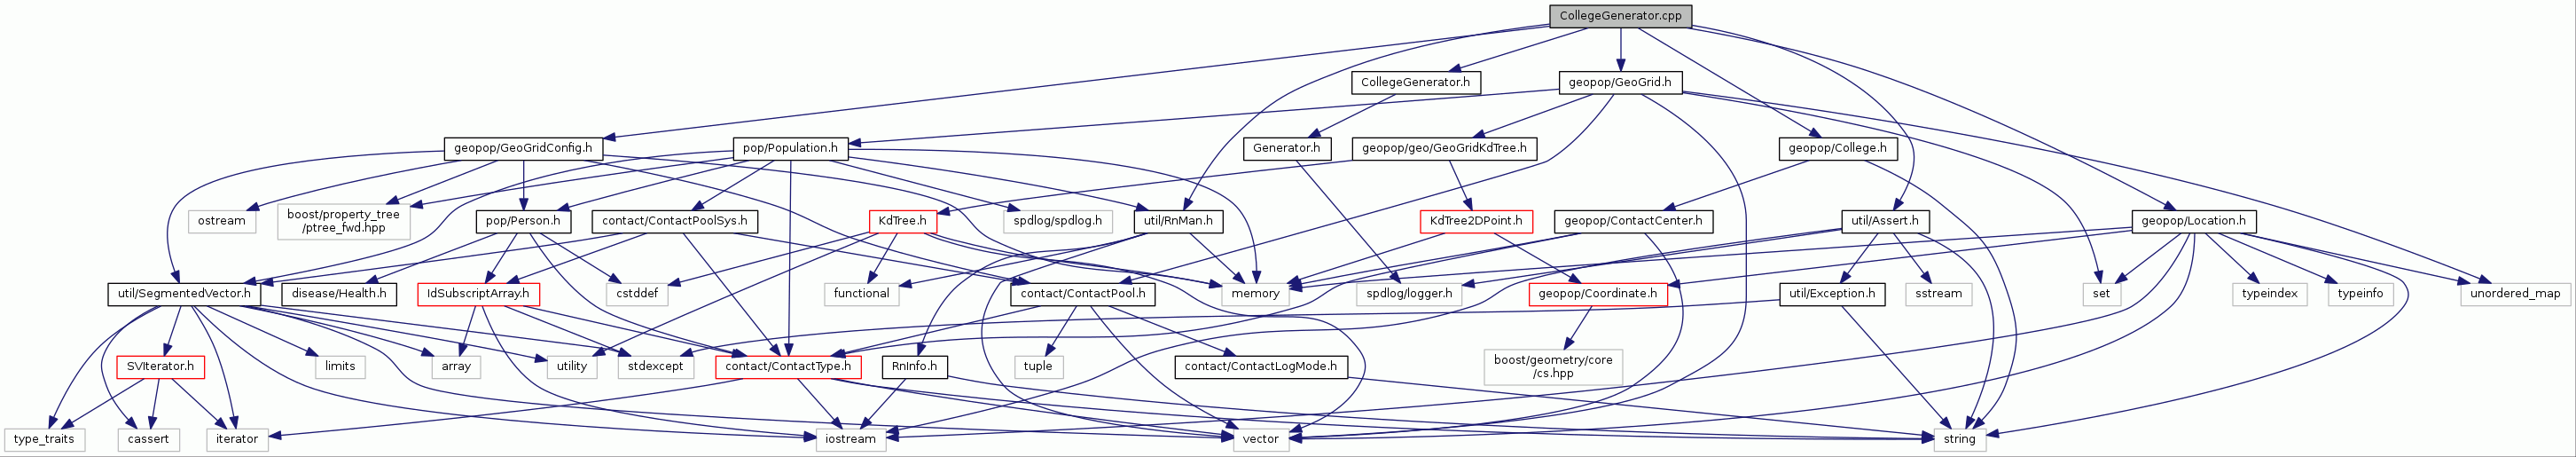 CollegeGenerator.cpp
CollegeGenerator.h
geopop/GeoGrid.h
geopop/GeoGridConfig.h
pop/Population.h
Generator.h
geopop/geo/GeoGridKdTree.h
geopop/College.h
ostream
boost/property_tree
/ptree_fwd.hpp
pop/Person.h
contact/ContactPoolSys.h
KdTree.h
spdlog/spdlog.h
util/RnMan.h
KdTree2DPoint.h
geopop/ContactCenter.h
util/Assert.h
geopop/Location.h
util/SegmentedVector.h
disease/Health.h
IdSubscriptArray.h
cstddef
functional
contact/ContactPool.h
memory
spdlog/logger.h
geopop/Coordinate.h
util/Exception.h
sstream
set
typeindex
typeinfo
unordered_map
SVIterator.h
limits
array
utility
stdexcept
contact/ContactType.h
RnInfo.h
tuple
contact/ContactLogMode.h
boost/geometry/core
/cs.hpp
type_traits
cassert
iterator
iostream
vector
string